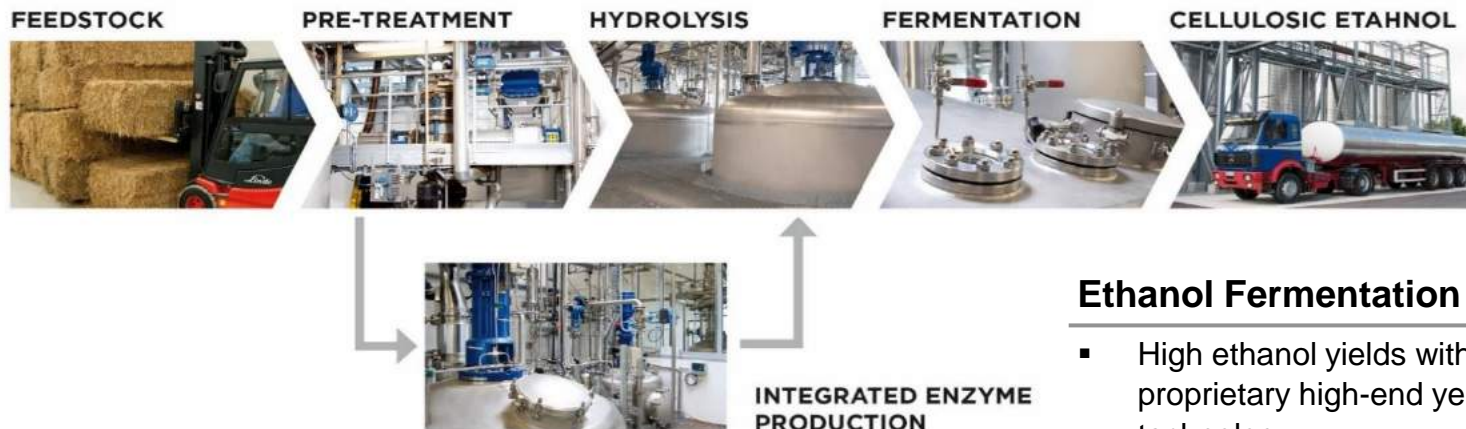 FEEDSTOCK
PRE-TREATMENT
HYDROLYSIS
FERMENTATION
CELLULOSIC ETAHNOL
Linde
INTEGRATED ENZYME
PRODUCTION
Ethanol Fermentation
▪ High ethanol yields with
proprietary high-end